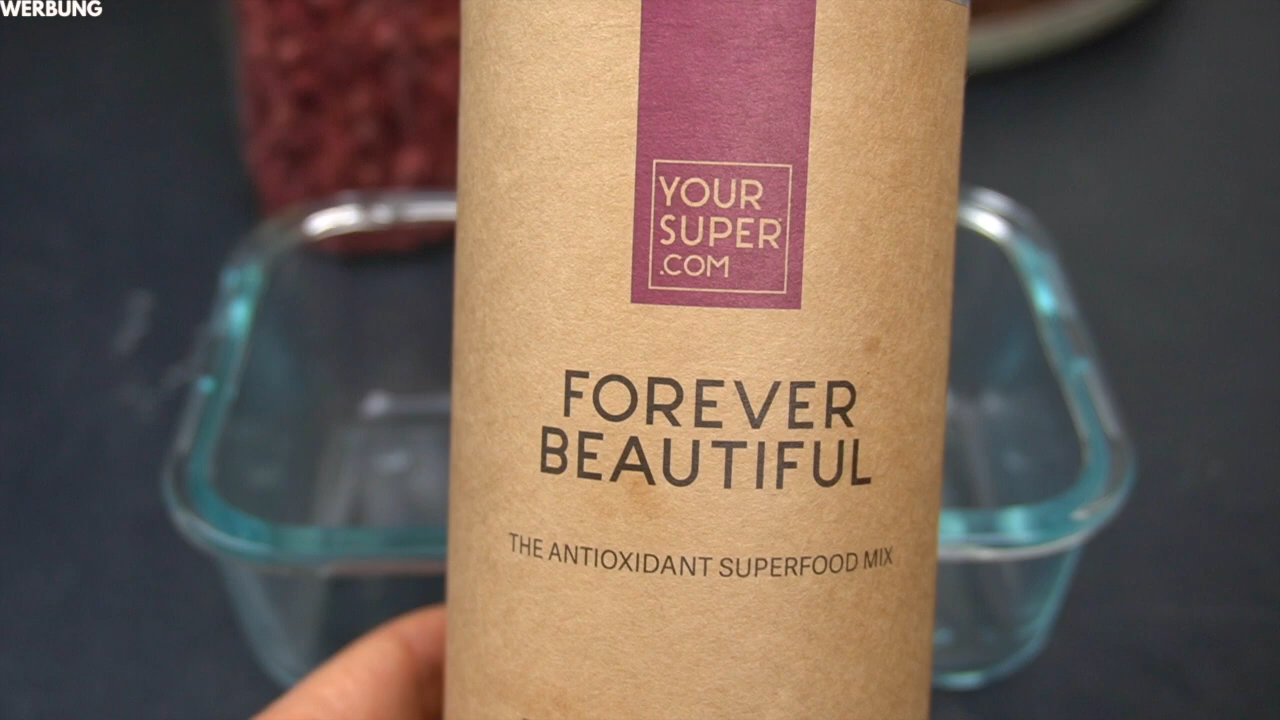 WERBUNG
YOUR
SUPER
.COM
FOREVER
BEAUTIFUL
THE ANTIOXIDANT SUPERFOOD MIX